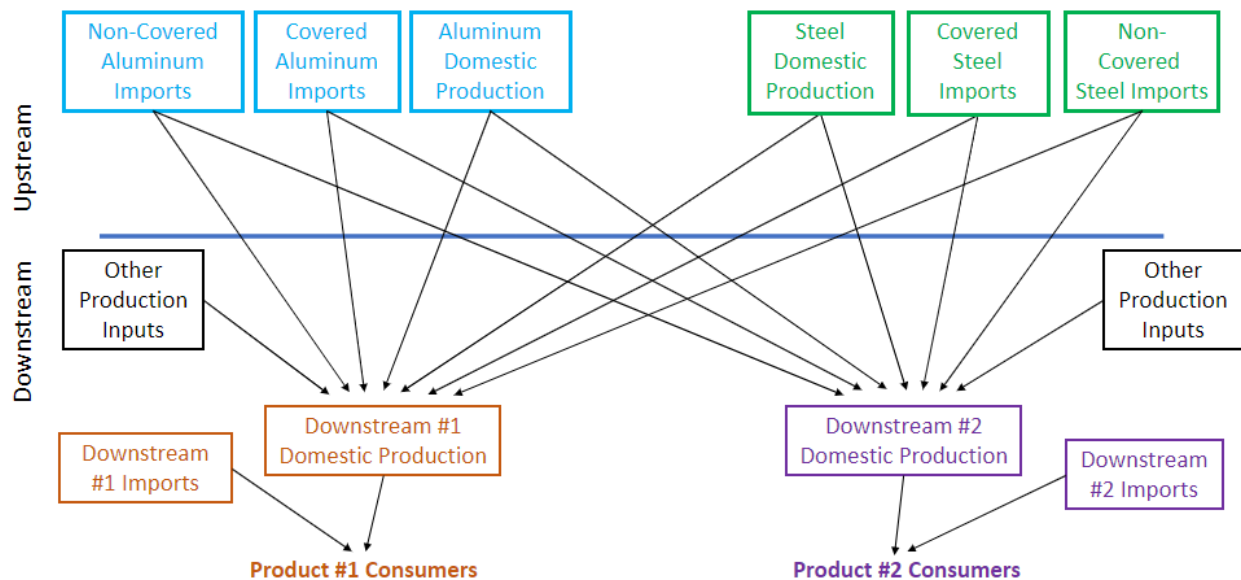 Non-Covered
Aluminum
Imports
Covered
Aluminum
Imports
Aluminum
Domestic
Production
Steel
Domestic
Production
Covered
Steel
Imports
Non-
Covered
Steel Imports
Upstream
Downstream
Other
Production
Inputs
Other
Production
Inputs
Downstream #1
Domestic Production
Downstream #2
Domestic Production
Downstream
#1 Imports
Downstream
#2 Imports
Product #1 Consumers
Product #2 Consumers